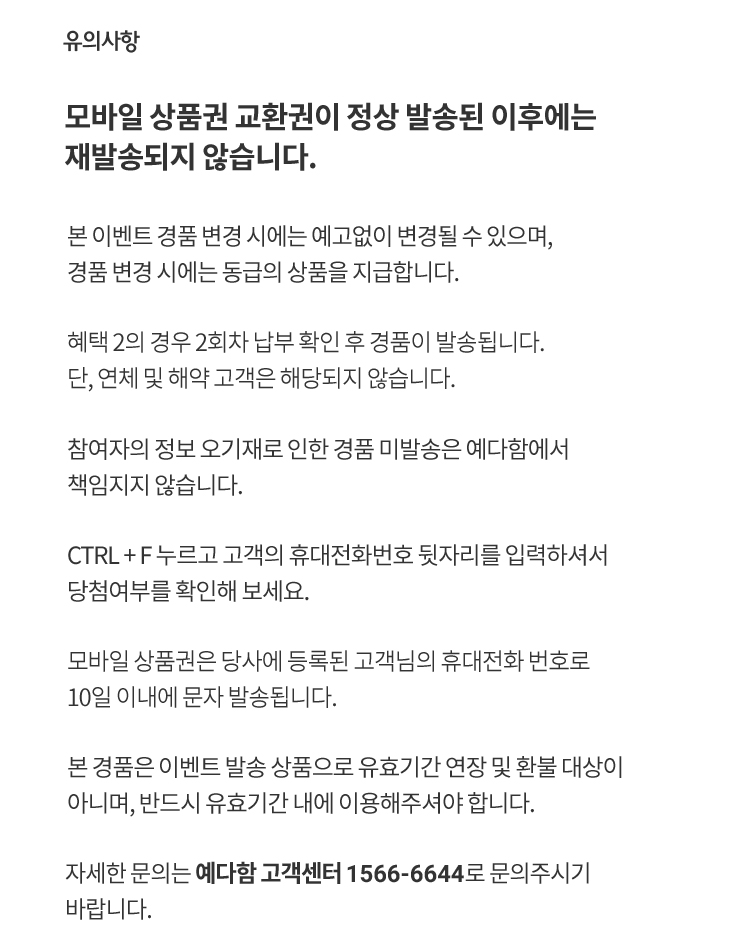 유의사항
모바일 상품권 교환권이 정상 발송된 이후에는
재발송되지 않습니다.
본 이벤트 경품 변경 시에는 예고없이 변경될 수 있으며,
경품 변경 시에는 동급의 상품을 지급합니다.
혜택 2의 경우 2회차 납부 확인 후 경품이 발송됩니다.
단, 연체 및 해약 고객은 해당되지 않습니다.
참여자의 정보 오기재로 인한 경품 미발송은 예다함에서
책임지지 않습니다.
CTRL + F 누르고 고객의 휴대전화번호 뒷자리를 입력하셔서
당첨여부를 확인해 보세요.
모바일 상품권은 당사에 등록된 고객님의 휴대전화 번호로
10일 이내에 문자 발송됩니다.
본 경품은 이벤트 발송 상품으로 유효기간 연장 및 환불 대상이
아니며, 반드시 유효기간 내에 이용해주셔야 합니다.
자세한 문의는 예다함 고객센터 1566-6644로 문의주시기
바랍니다.